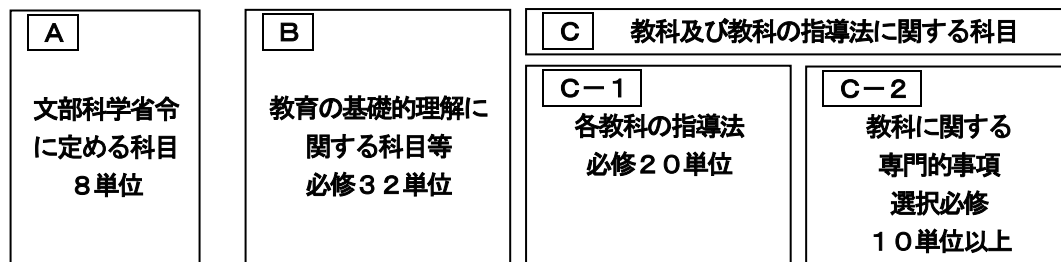 A
文部科学省令
に定める科目
8単位
B
教育の基礎的理解に
関する科目等
必修32単位
C 教科及び教科の指導法に関する科目
C-1
各教科の指導法
必修20単位
C-2
教科に関する
専門的事項
選択必修
10単位以上